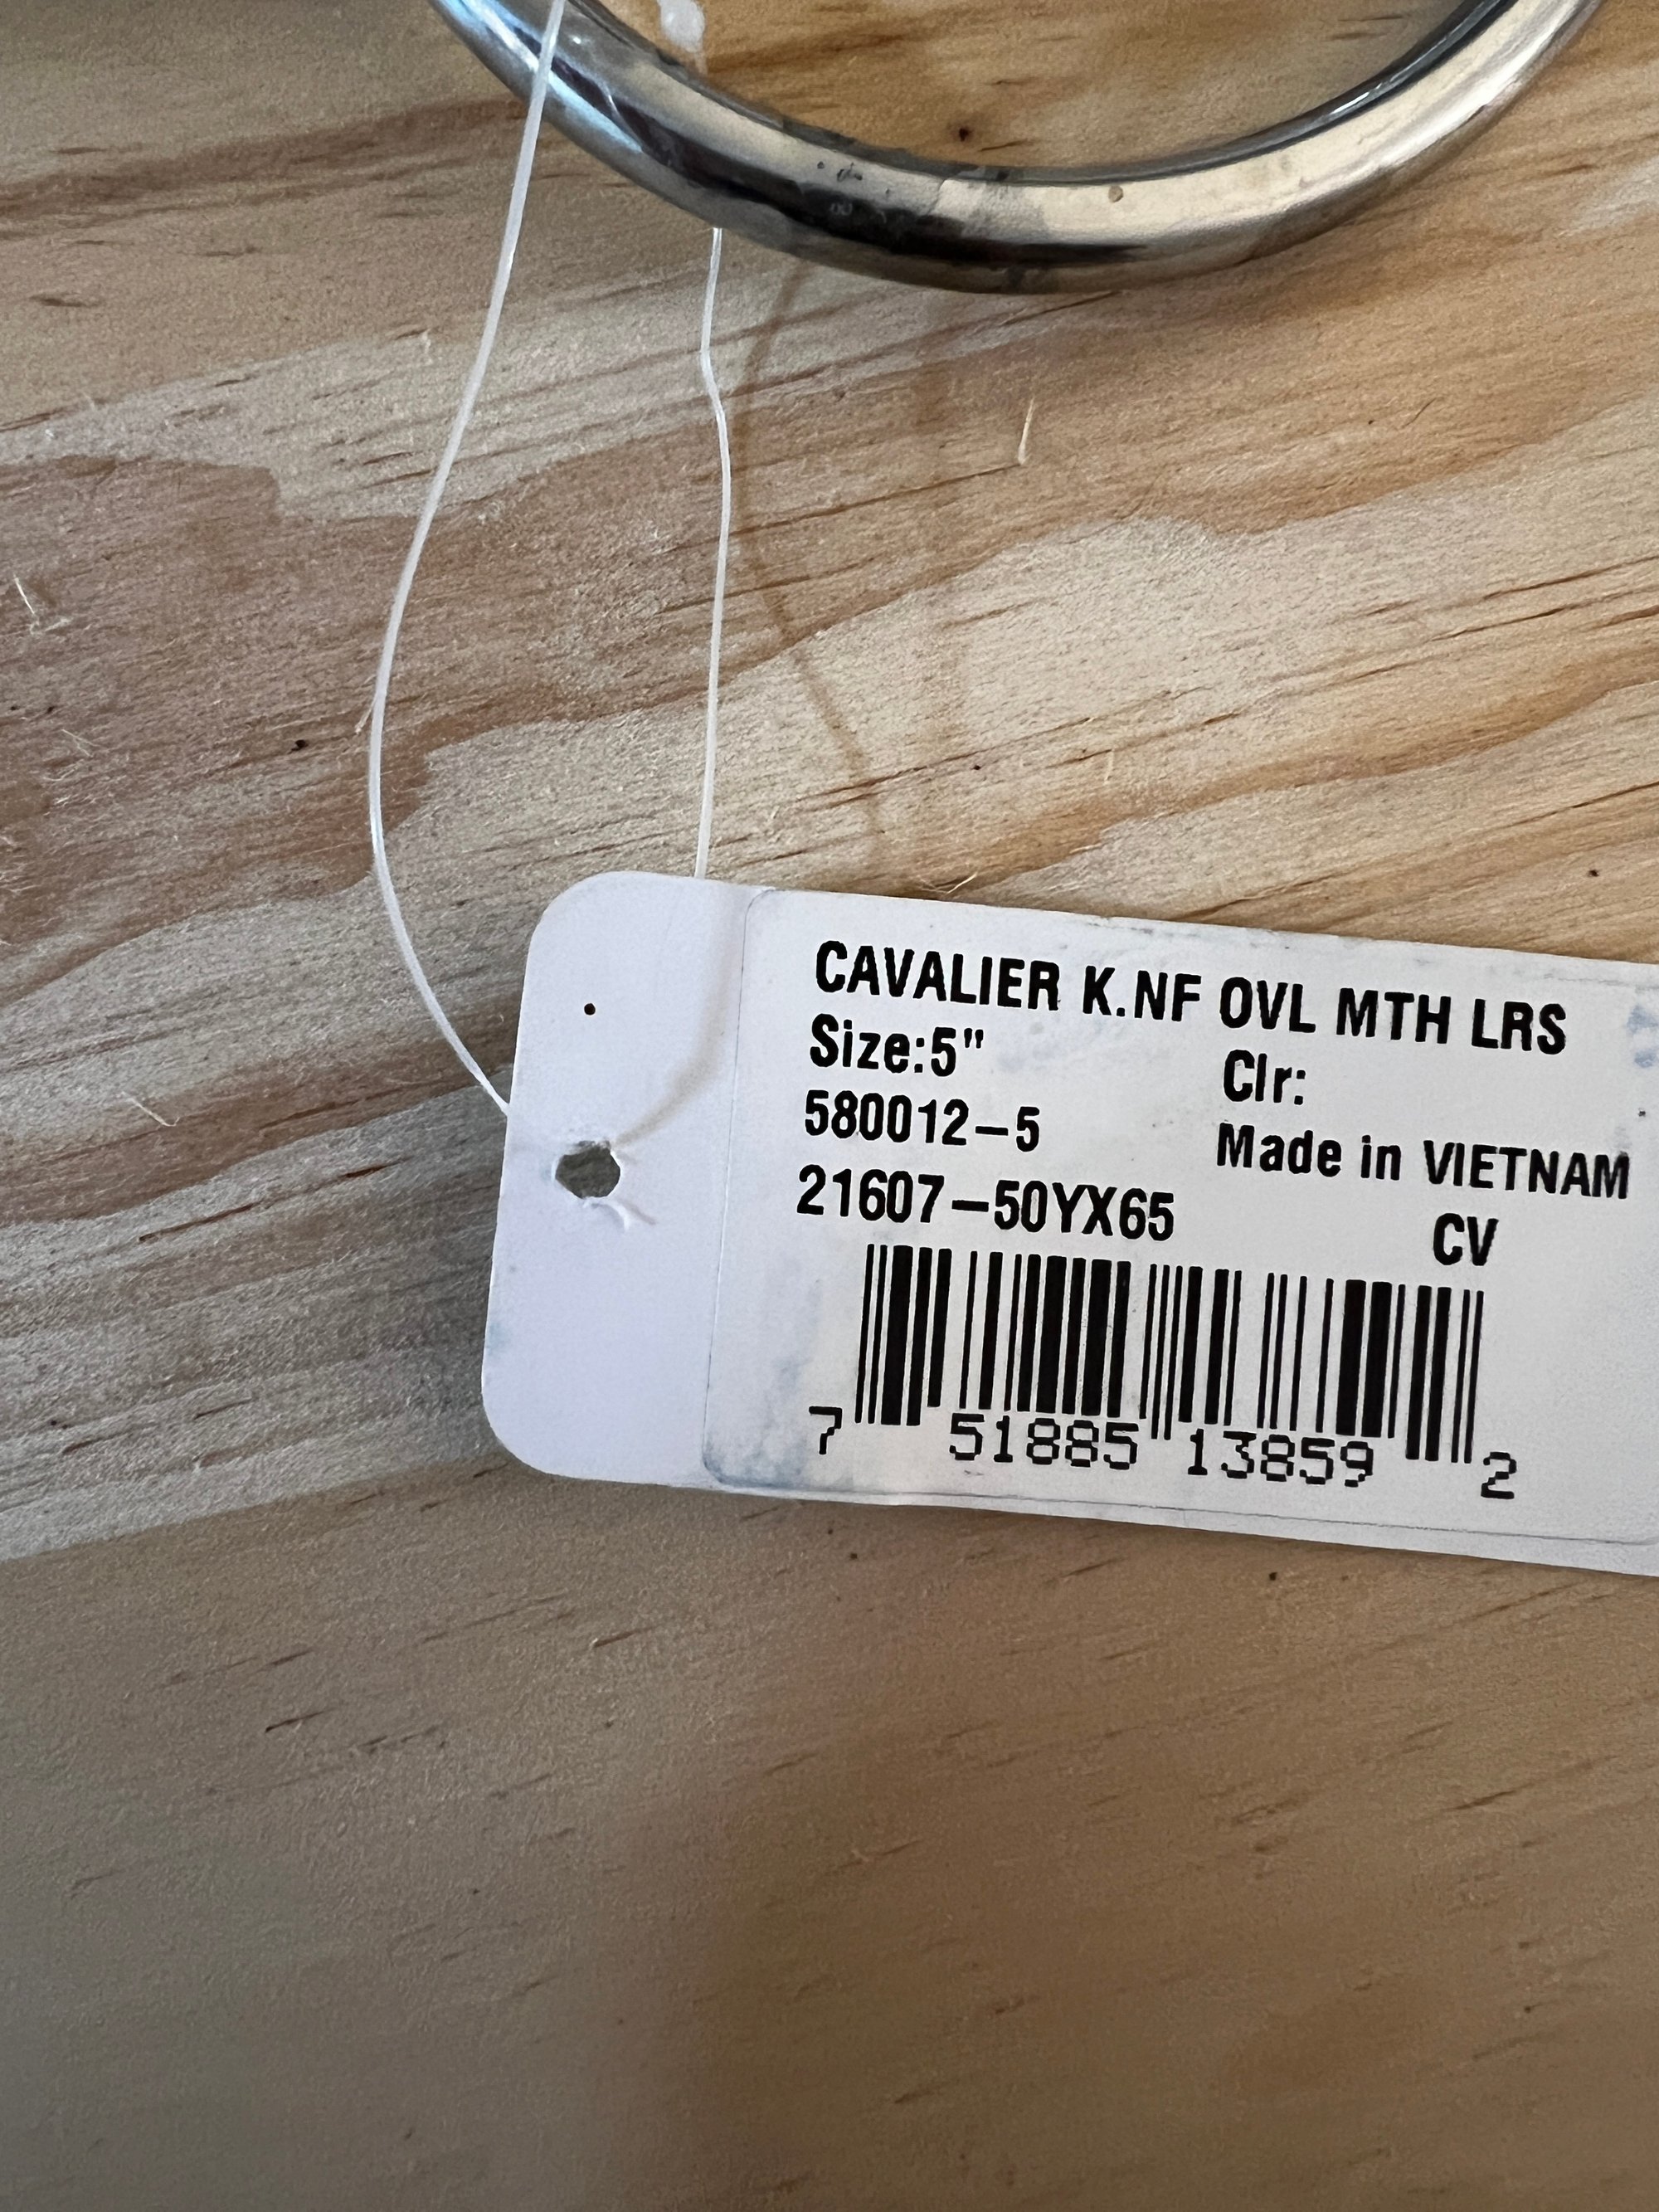 CAVALIER K.NF OVL MTH LRS
Size:5" Clr:
580012-5 Made in VIETNAM
21607-50YX65 CV
7 51885 13859 2